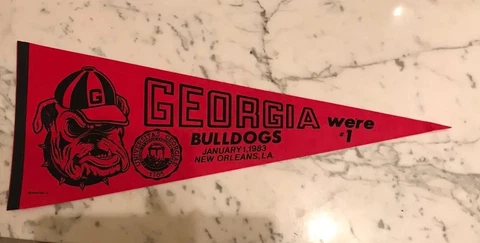 G
GEORGIA were
#1
BULLDOGS
JANUARY 1, 1983
NEW ORLEANS, LA.